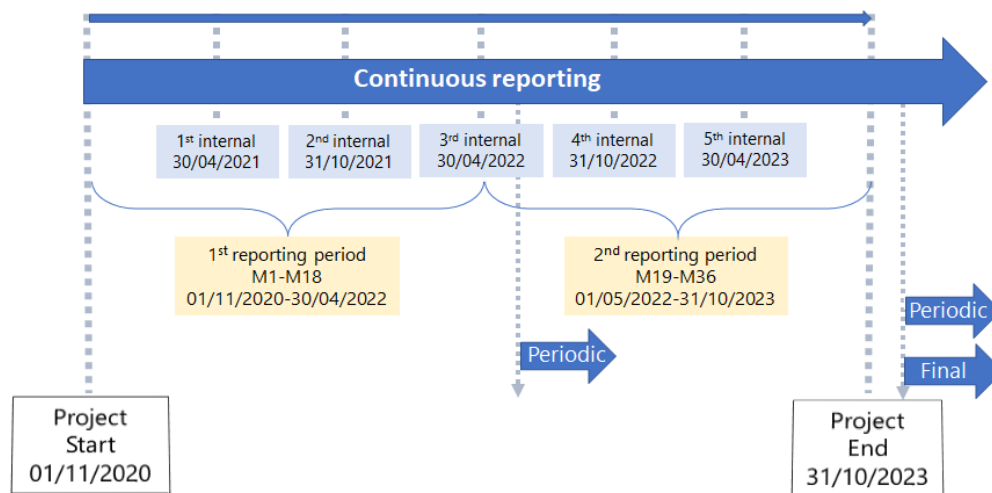 Continuous reporting
1st internal
30/04/2021
2nd internal
31/10/2021
3rd internal
30/04/2022
4th internal
31/10/2022
5th internal
30/04/2023
1st reporting period
M1-M18
01/11/2020-30/04/2022
2nd reporting period
M19-M36
01/05/2022-31/10/2023
Periodic
Periodic
Final
Project
Start
01/11/2020
Project
End
31/10/2023